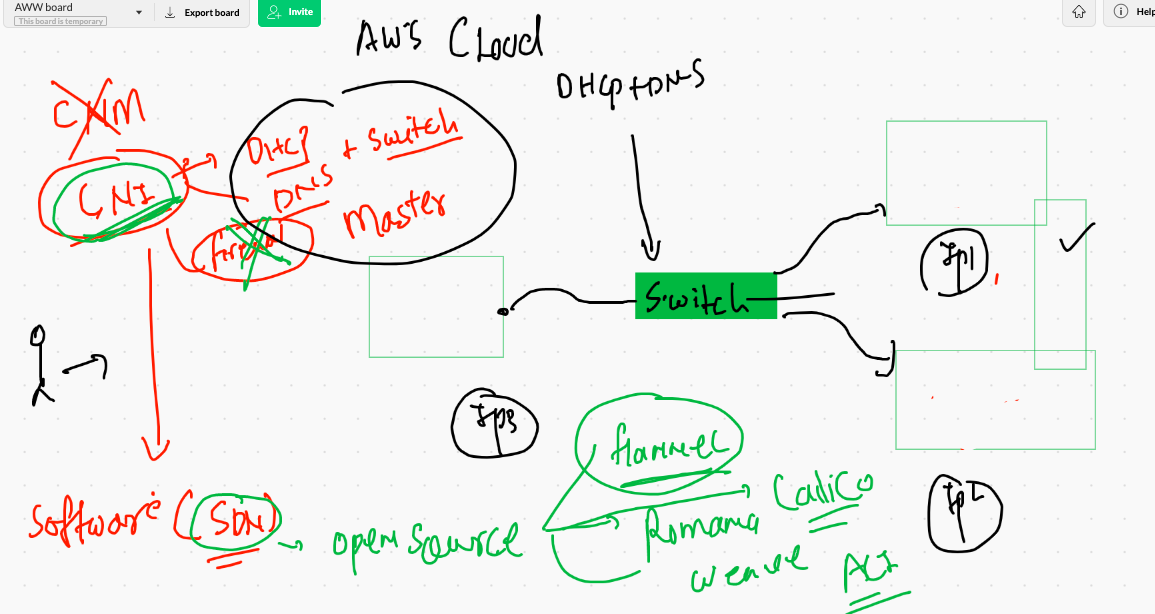 AWW board
This board is temporary
Export board
Invite
Help
AWS Cloud
DHCP+DNS
CNM
CNI
DHCP + Switch
DNS
Master
Switch
Ip1
Ip3
Ip2
flannel
Calico
Romana
weave
ACI
Software (SDN)
open source